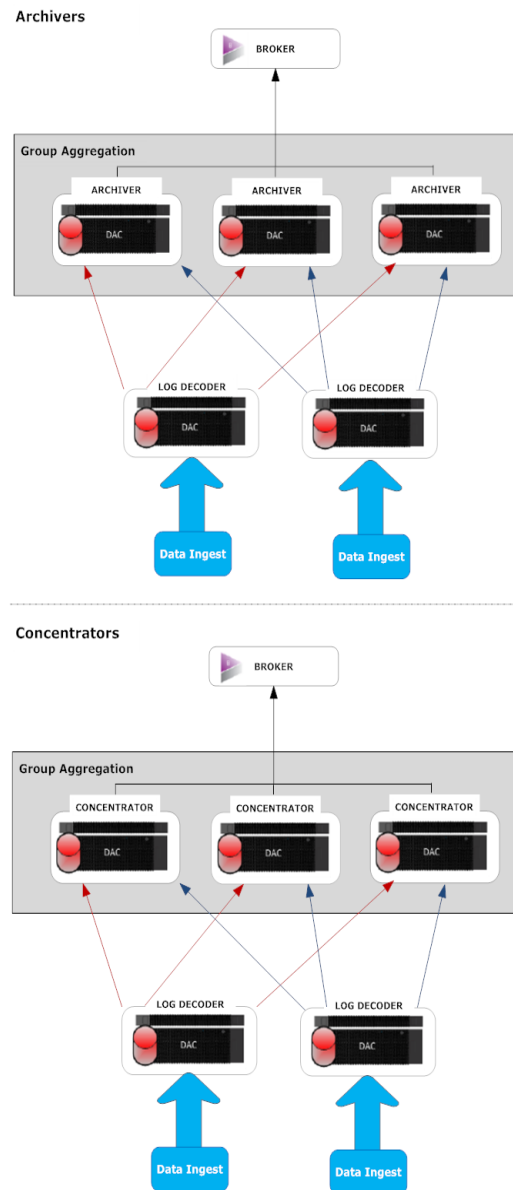 Archivers
BROKER
Group Aggregation
ARCHIVER
ARCHIVER
ARCHIVER
DAC
DAC
DAC
LOG DECODER
LOG DECODER
DAC
DAC
Data Ingest
Data Ingest
Concentrators
BROKER
Group Aggregation
CONCENTRATOR
CONCENTRATOR
CONCENTRATOR
DAC
DAC
DAC
LOG DECODER
LOG DECODER
DAC
DAC
Data Ingest
Data Ingest